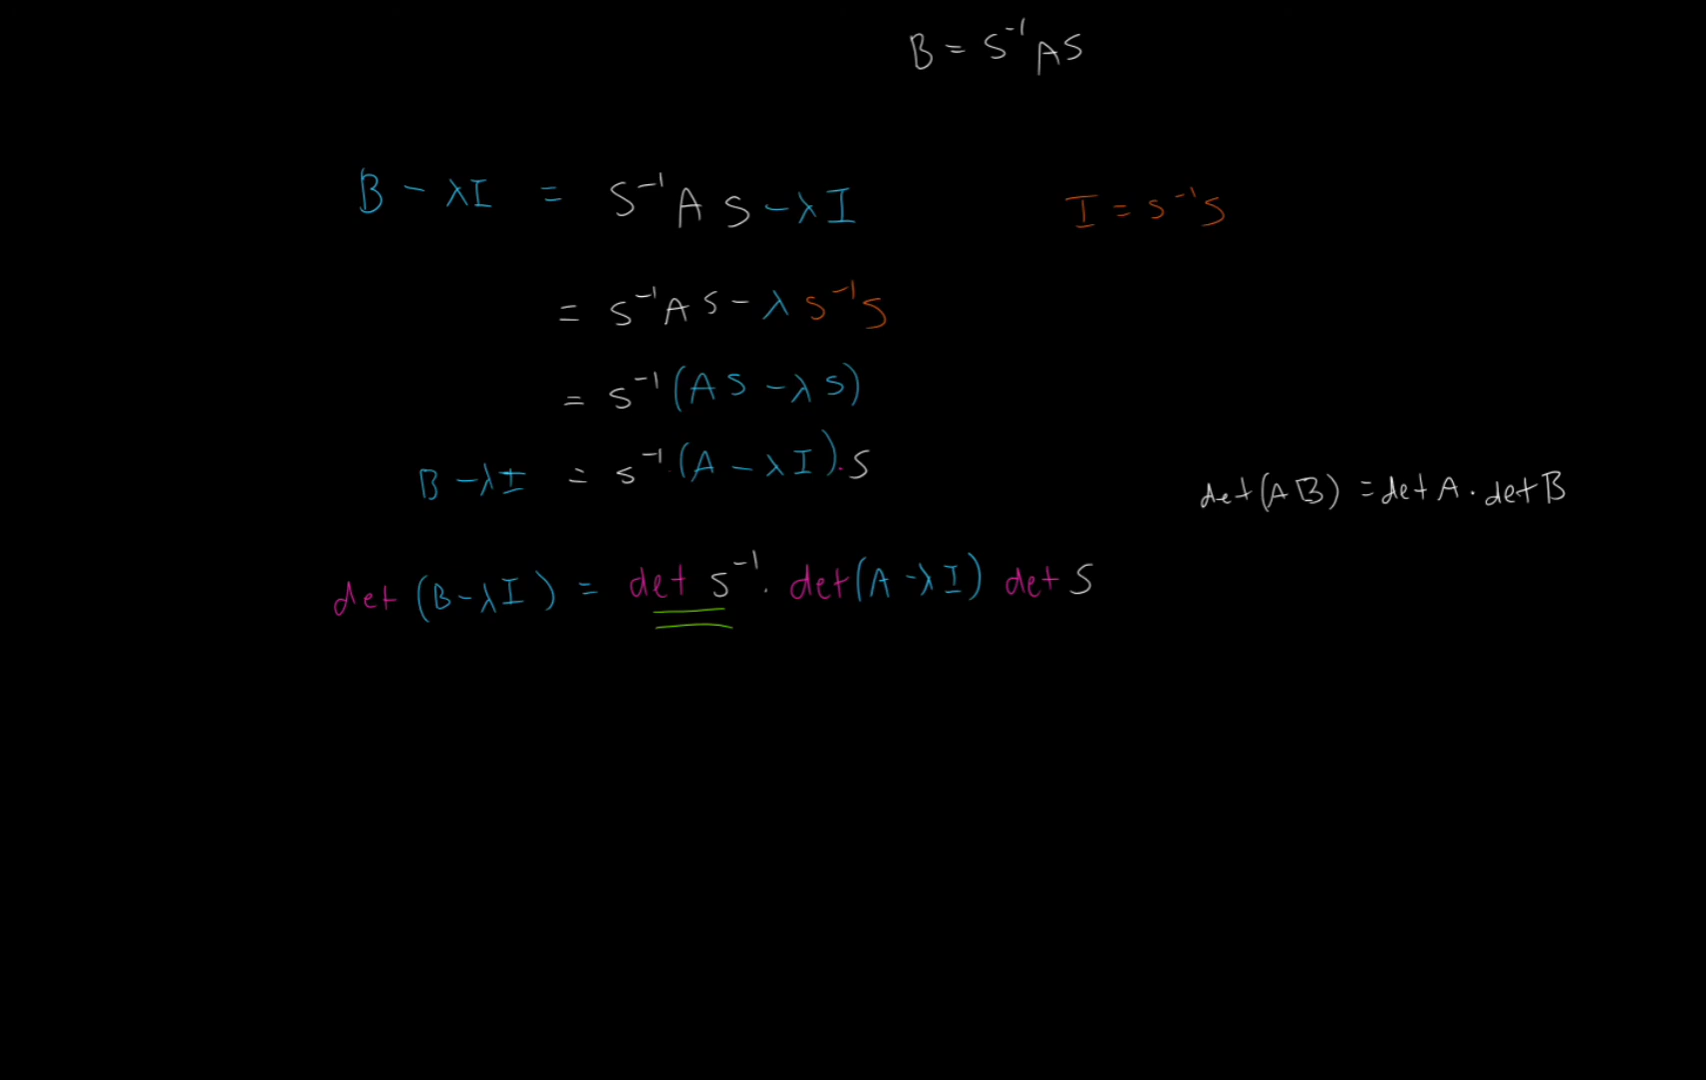 B = S⁻¹AS
B - λI = S⁻¹AS - λI
I = S⁻¹S
= S⁻¹AS - λS⁻¹S
= S⁻¹(AS - λS)
B - λI = S⁻¹·(A - λI)·S
det(AB) = det A · det B
det(B - λI) = det S⁻¹ · det(A - λI) det S